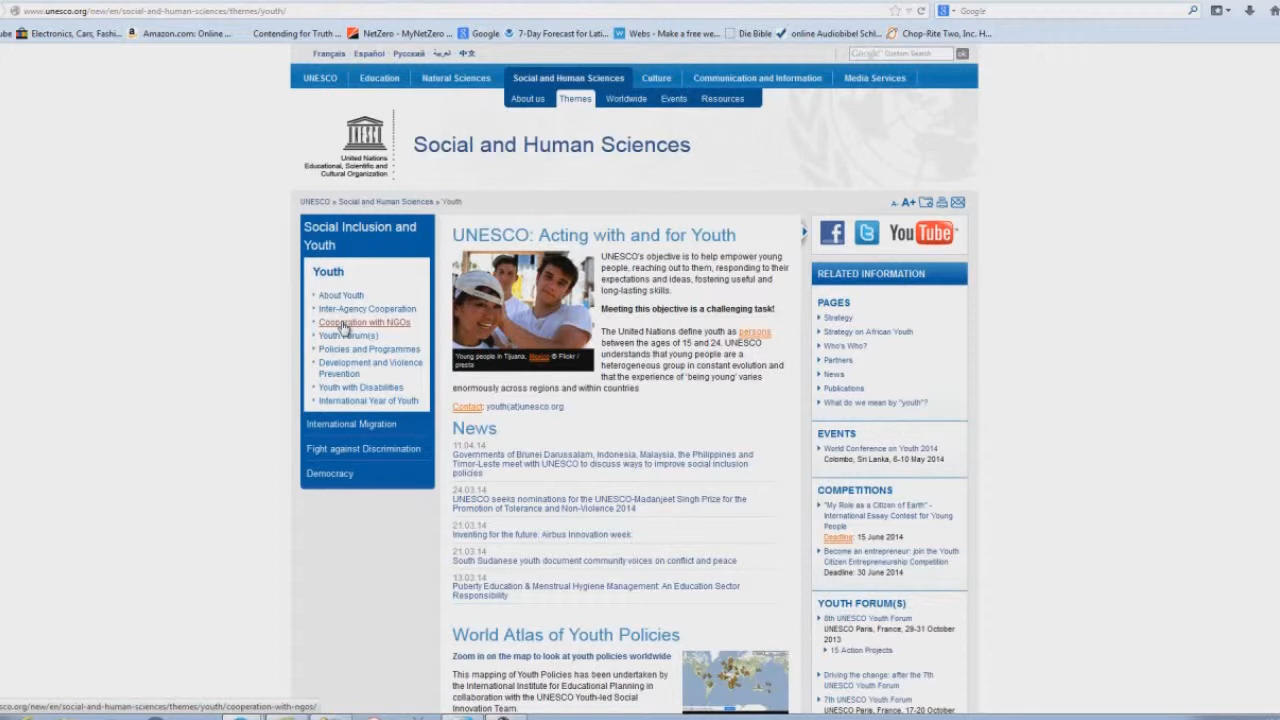 www.unesco.org/new/en/social-and-human-sciences/themes/youth/
Google
Electronics, Cars, Fashi...
Amazon.com: Online ...
Contending for Truth ...
NetZero - MyNetZero ...
Google
7-Day Forecast for Lati...
Webs - Make a free we...
Die Bible
online Audiobibel Schl...
Chop-Rite Two, Inc. H...
Français Español Русский العربية 中文
Google Custom Search ok
UNESCO Education Natural Sciences Social and Human Sciences Culture Communication and Information Media Services
About us Themes Worldwide Events Resources
United Nations
Educational, Scientific and
Cultural Organization
Social and Human Sciences
UNESCO » Social and Human Sciences » Youth
A- A+
Social Inclusion and
Youth
Youth
About Youth
Inter-Agency Cooperation
Cooperation with NGOs
Youth Forum(s)
Policies and Programmes
Development and Violence
Prevention
Youth with Disabilities
International Year of Youth
International Migration
Fight against Discrimination
Democracy
UNESCO: Acting with and for Youth
Young people in Tijuana, Mexico © Flickr /
presta
UNESCO's objective is to help empower young
people, reaching out to them, responding to their
expectations and ideas, fostering useful and
long-lasting skills.
Meeting this objective is a challenging task!
The United Nations define youth as persons
between the ages of 15 and 24. UNESCO
understands that young people are a
heterogeneous group in constant evolution and
that the experience of 'being young' varies
enormously across regions and within countries
Contact: youth(at)unesco.org
News
11.04.14
Governments of Brunei Darussalam, Indonesia, Malaysia, the Philippines and
Timor-Leste meet with UNESCO to discuss ways to improve social inclusion
policies
24.03.14
UNESCO seeks nominations for the UNESCO-Madanjeet Singh Prize for the
Promotion of Tolerance and Non-Violence 2014
21.03.14
Inventing for the future: Airbus Innovation week.
21.03.14
South Sudanese youth document community voices on conflict and peace
13.03.14
Puberty Education & Menstrual Hygiene Management: An Education Sector
Responsibility
World Atlas of Youth Policies
Zoom in on the map to look at youth policies worldwide
This mapping of Youth Policies has been undertaken by
the International Institute for Educational Planning in
collaboration with the UNESCO Youth-led Social
Innovation Team.
You Tube
RELATED INFORMATION
PAGES
Strategy
Strategy on African Youth
Who's Who?
Partners
News
Publications
What do we mean by "youth"?
EVENTS
World Conference on Youth 2014
Colombo, Sri Lanka, 6-10 May 2014
COMPETITIONS
"My Role as a Citizen of Earth" -
International Essay Contest for Young
People
Deadline: 15 June 2014
Become an entrepreneur: join the Youth
Citizen Entrepreneurship Competition
Deadline: 30 June 2014
YOUTH FORUM(S)
8th UNESCO Youth Forum
UNESCO Paris, France, 29-31 October
2013
15 Action Projects
Driving the change: after the 7th
UNESCO Youth Forum
7th UNESCO Youth Forum
UNESCO Paris, France, 17-20 October
sco.org/new/en/social-and-human-sciences/themes/youth/cooperation-with-ngos/